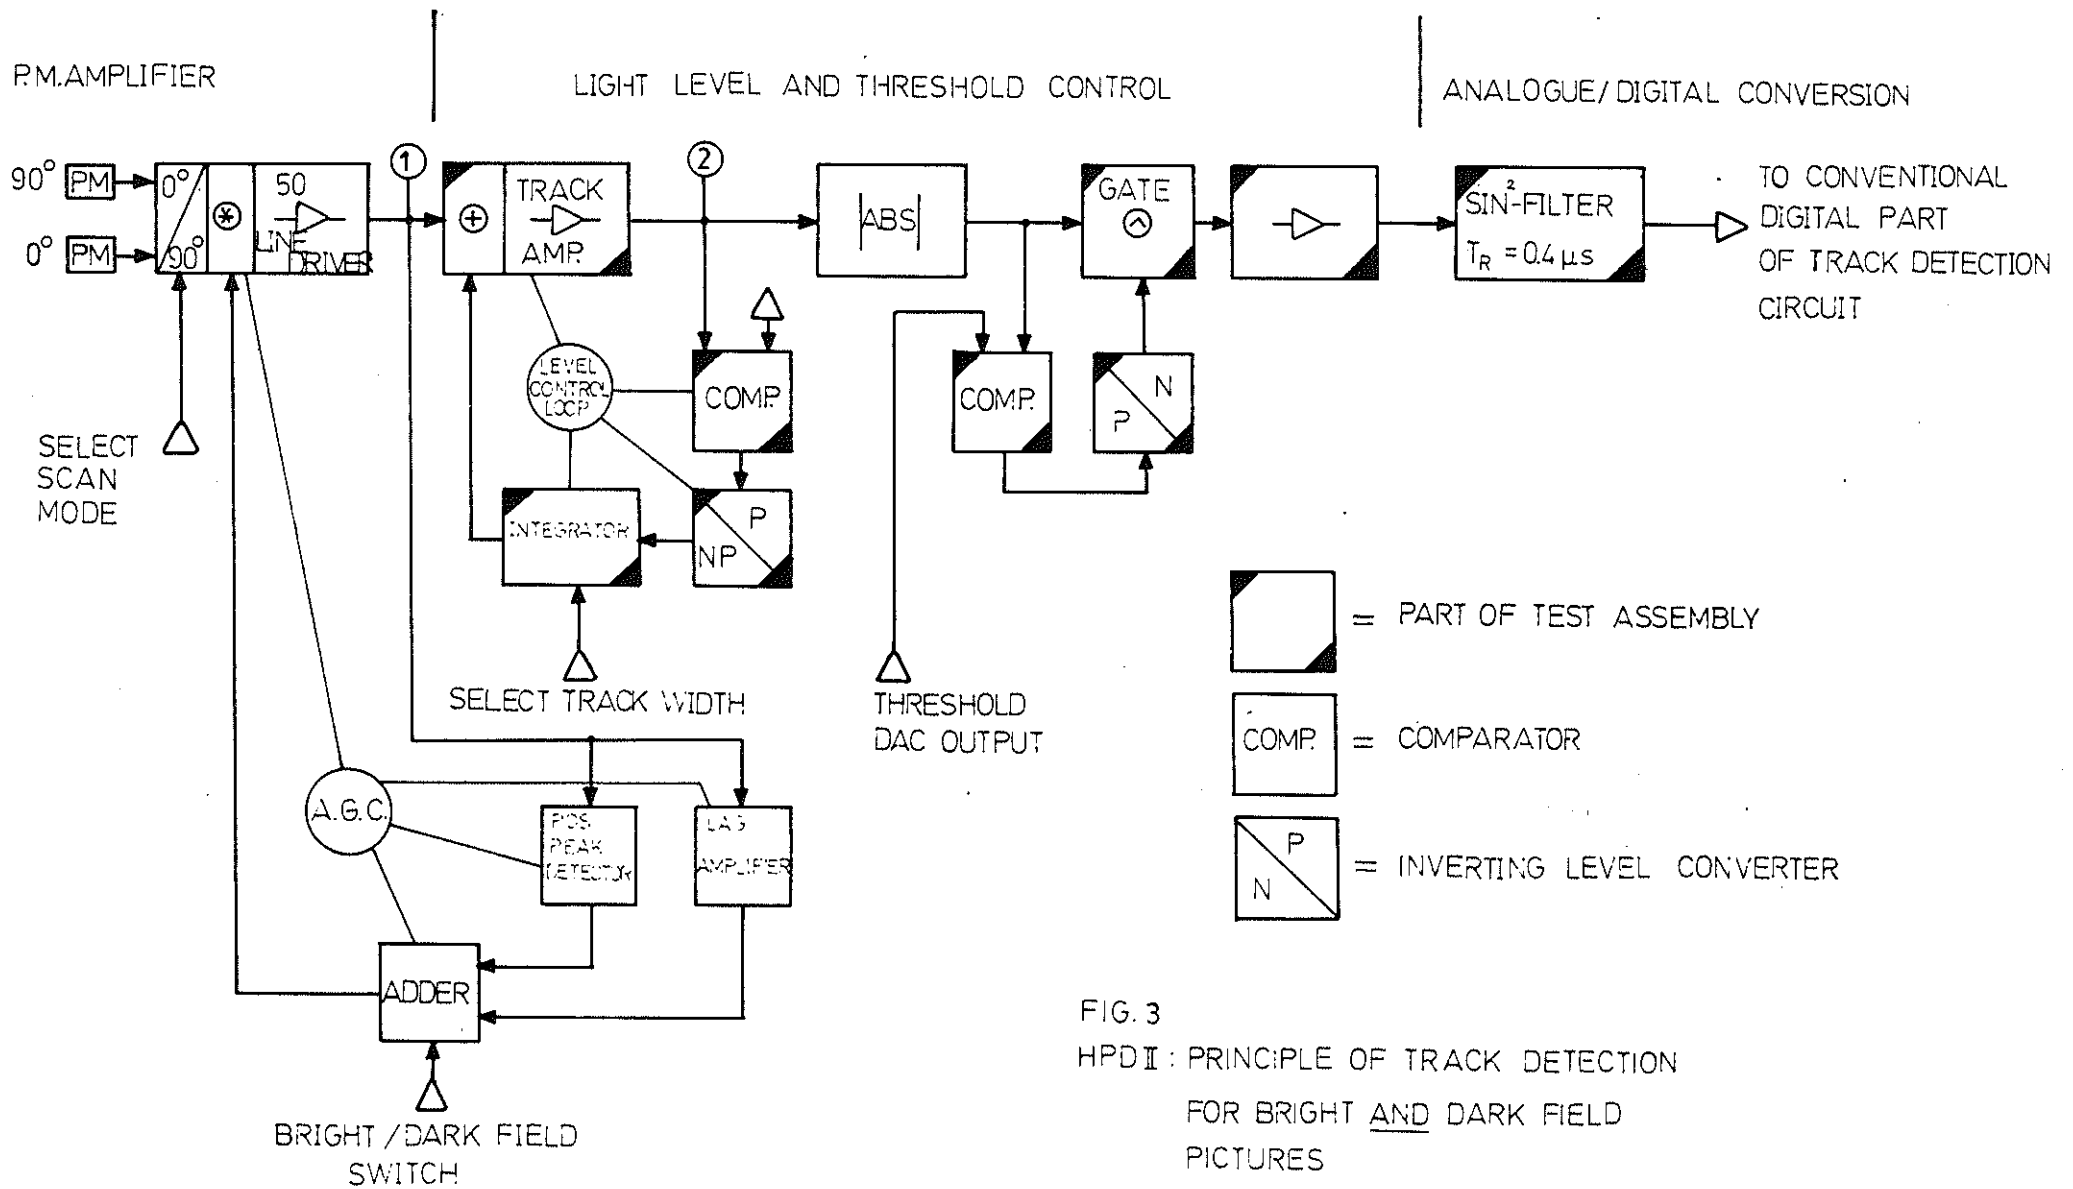 P.M. AMPLIFIER
LIGHT LEVEL AND THRESHOLD CONTROL
ANALOGUE/DIGITAL CONVERSION
90° PM
0° PM
0°
90°
*
50
LINE
DRIVER
1
+
TRACK
AMP.
2
|ABS|
GATE
^
SIN²-FILTER
T_R = 0.4 μs
TO CONVENTIONAL
DIGITAL PART
OF TRACK DETECTION
CIRCUIT
SELECT
SCAN
MODE
LEVEL
CONTROL
LOOP
COMP.
INTEGRATOR
P
NP
SELECT TRACK WIDTH
COMP.
N
P
THRESHOLD
DAC OUTPUT
= PART OF TEST ASSEMBLY
COMP. = COMPARATOR
P
N
= INVERTING LEVEL CONVERTER
A.G.C.
POS.
PEAK
DETECTOR
LAG
AMPLIFIER
ADDER
BRIGHT/DARK FIELD
SWITCH
FIG. 3
HPD II : PRINCIPLE OF TRACK DETECTION
FOR BRIGHT AND DARK FIELD
PICTURES